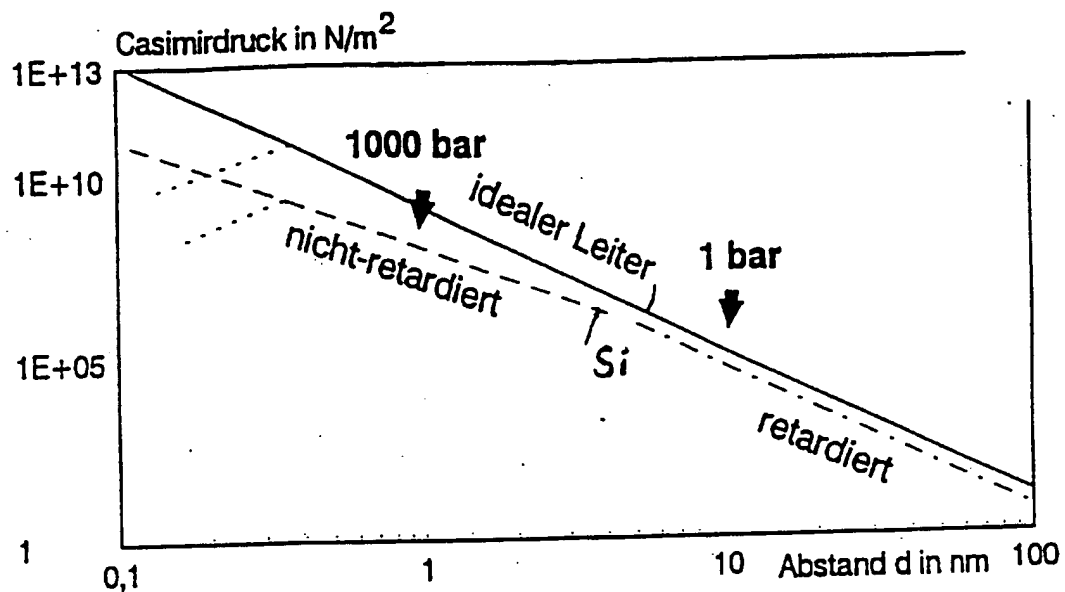 Casimirdruck in N/m²
1E+13
1000 bar
1E+10
idealer Leiter
nicht-retardiert
1 bar
Si
1E+05
retardiert
1
0,1
1
10
Abstand d in nm
100